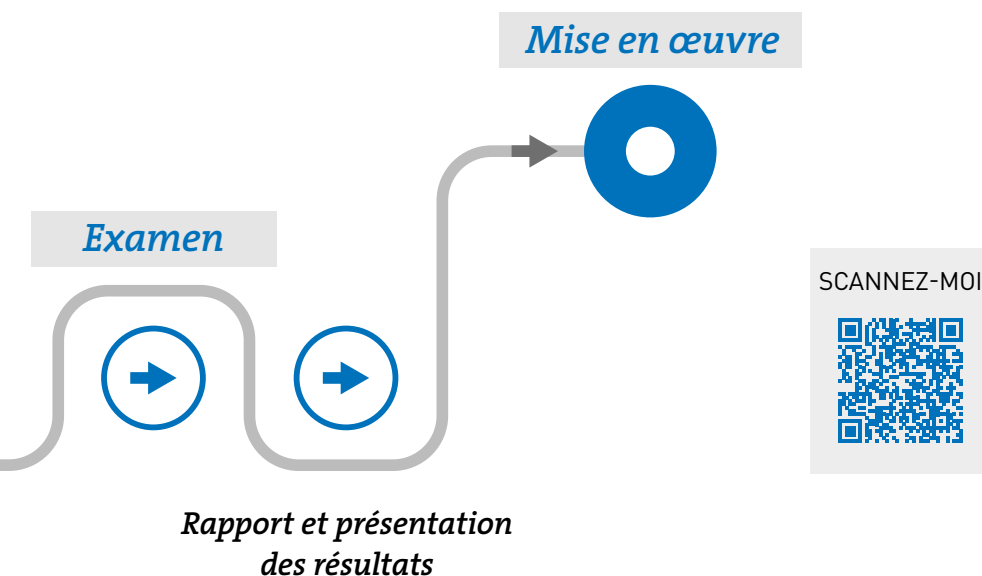 Mise en œuvre
Examen
SCANNEZ-MOI
Rapport et présentation
des résultats